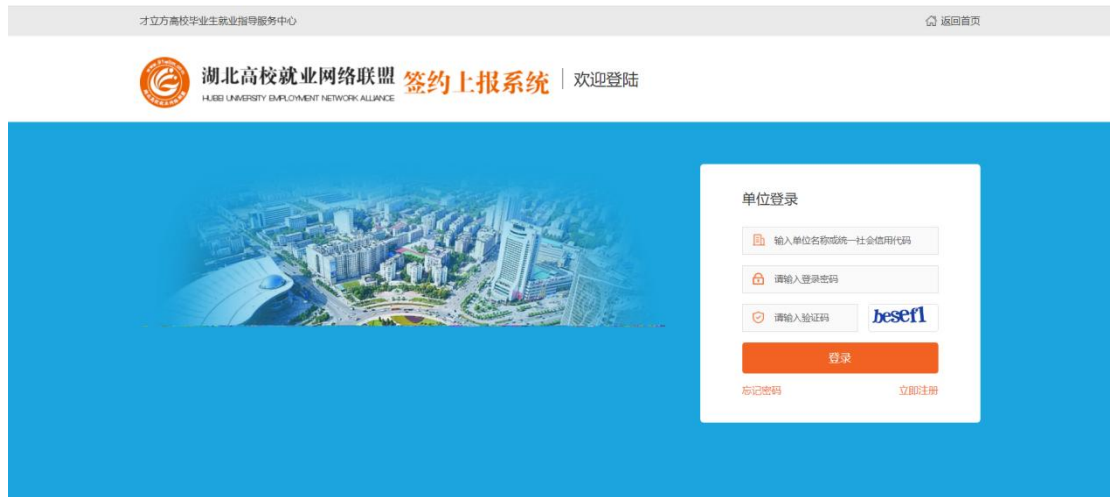 才立方高校毕业生就业指导服务中心
返回首页
湖北高校就业网络联盟
HUBEI UNIVERSITY EMPLOYMENT NETWORK ALLIANCE
签约上报系统
欢迎登陆
单位登录
输入单位名称或统一社会信用代码
请输入登录密码
请输入验证码
besef1
登录
忘记密码
立即注册